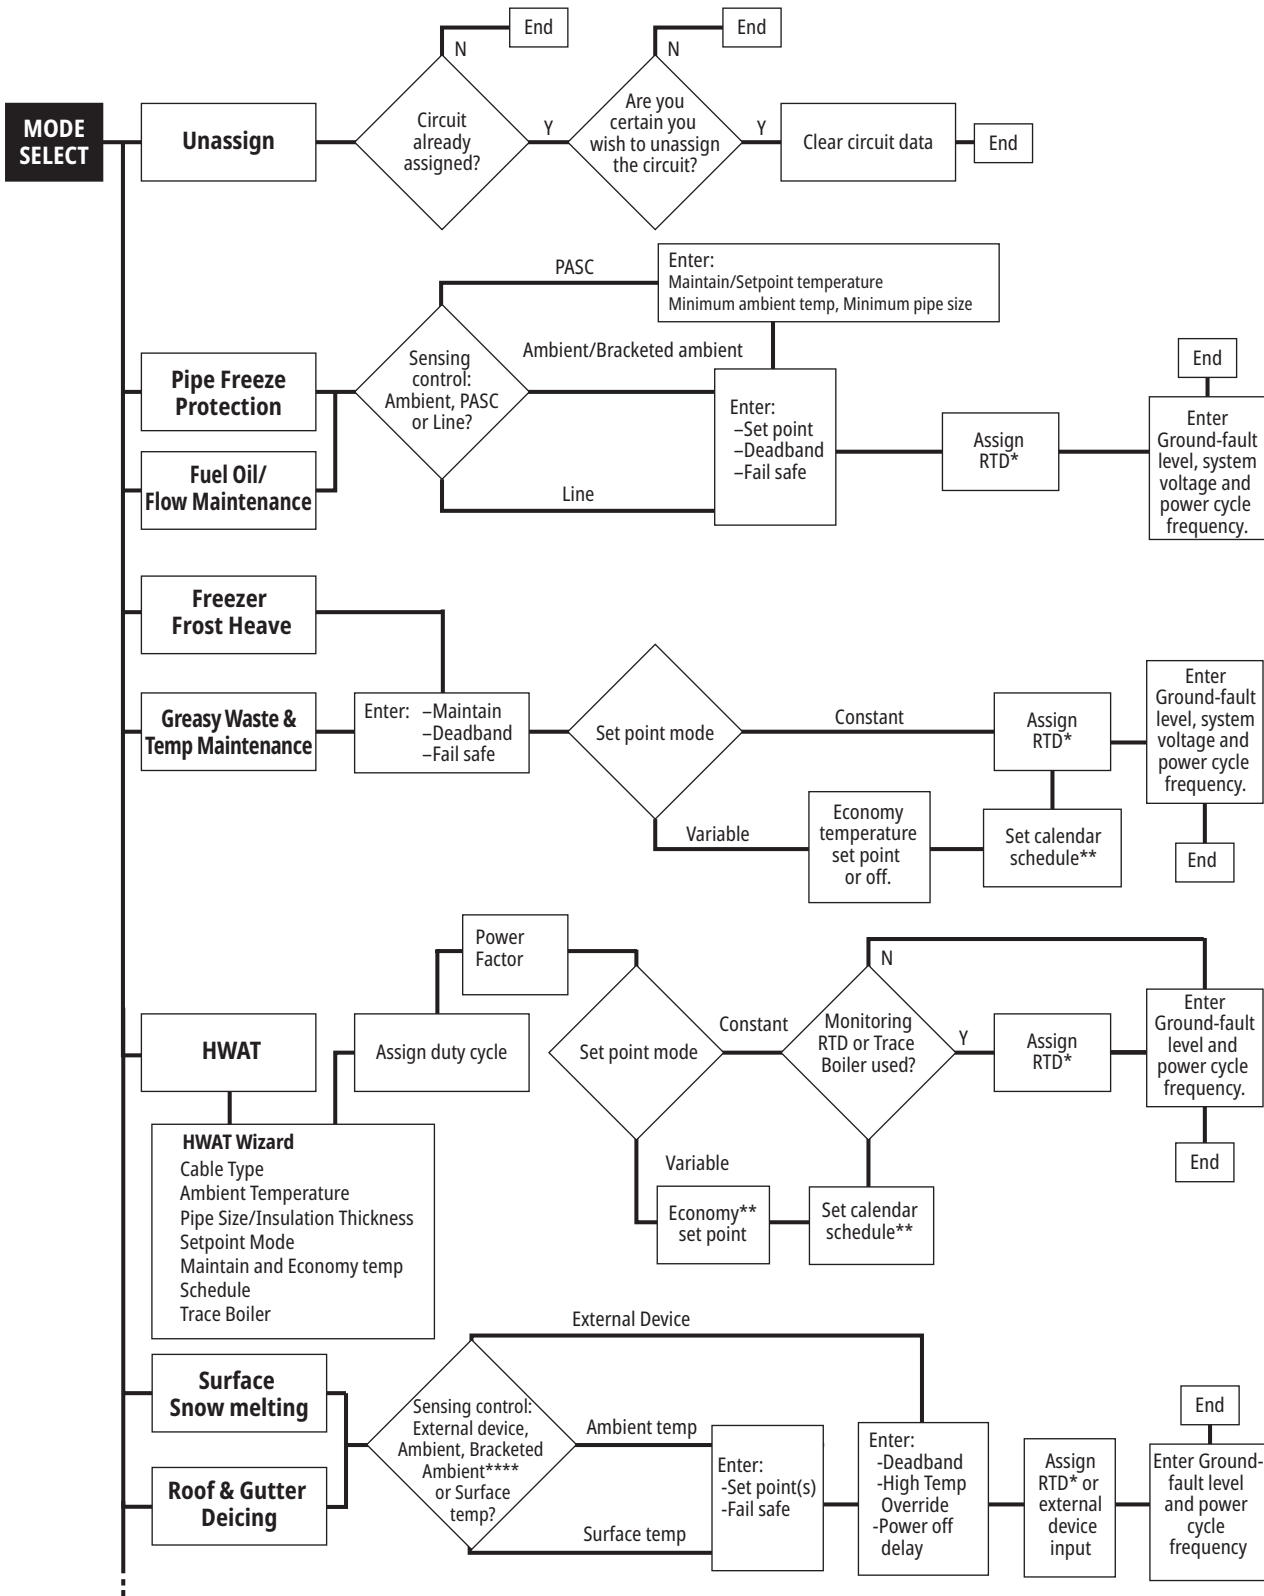 End
End
N
N
MODE
SELECT
Unassign
Circuit
already
assigned?
Y
Are you
certain you
wish to unassign
the circuit?
Y
Clear circuit data
End
PASC
Enter:
Maintain/Setpoint temperature
Minimum ambient temp, Minimum pipe size
Pipe Freeze
Protection
Fuel Oil/
Flow Maintenance
Sensing
control:
Ambient, PASC
or Line?
Ambient/Bracketed ambient
Line
Enter:
–Set point
–Deadband
–Fail safe
Assign
RTD*
End
Enter
Ground-fault
level, system
voltage and
power cycle
frequency.
Freezer
Frost Heave
Greasy Waste &
Temp Maintenance
Enter: –Maintain
–Deadband
–Fail safe
Set point mode
Constant
Variable
Economy
temperature
set point
or off.
Set calendar
schedule**
Assign
RTD*
Enter
Ground-fault
level, system
voltage and
power cycle
frequency.
End
HWAT
HWAT Wizard
Cable Type
Ambient Temperature
Pipe Size/Insulation Thickness
Setpoint Mode
Maintain and Economy temp
Schedule
Trace Boiler
Assign duty cycle
Power
Factor
Set point mode
Constant
Variable
Economy**
set point
Set calendar
schedule**
Monitoring
RTD or Trace
Boiler used?
N
Y
Assign
RTD*
Enter
Ground-fault
level and
power cycle
frequency.
End
Surface
Snow melting
Roof & Gutter
Deicing
Sensing control:
External device,
Ambient, Bracketed
Ambient****
or Surface
temp?
External Device
Ambient temp
Surface temp
Enter:
-Set point(s)
-Fail safe
Enter:
-Deadband
-High Temp
Override
-Power off
delay
Assign
RTD* or
external
device
input
End
Enter Ground-
fault level
and power
cycle
frequency